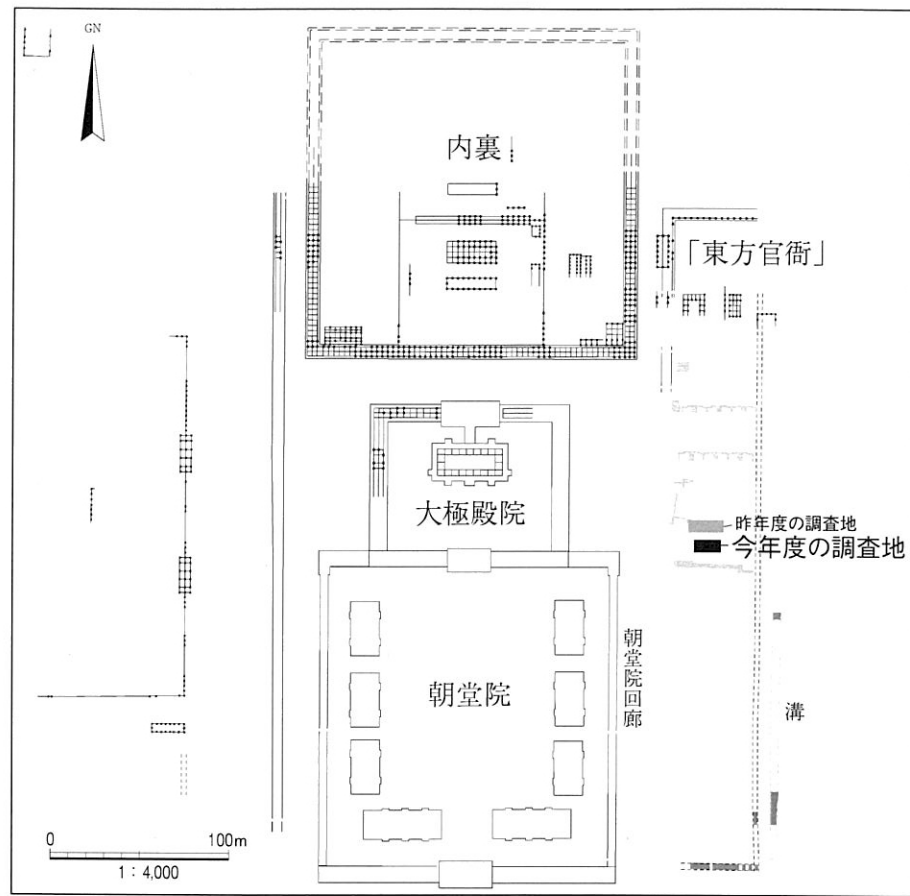 GN
内裏
「東方官衙」
大極殿院
昨年度の調査地
今年度の調査地
朝堂院
朝堂院回廊
溝
0 100m
1:4,000